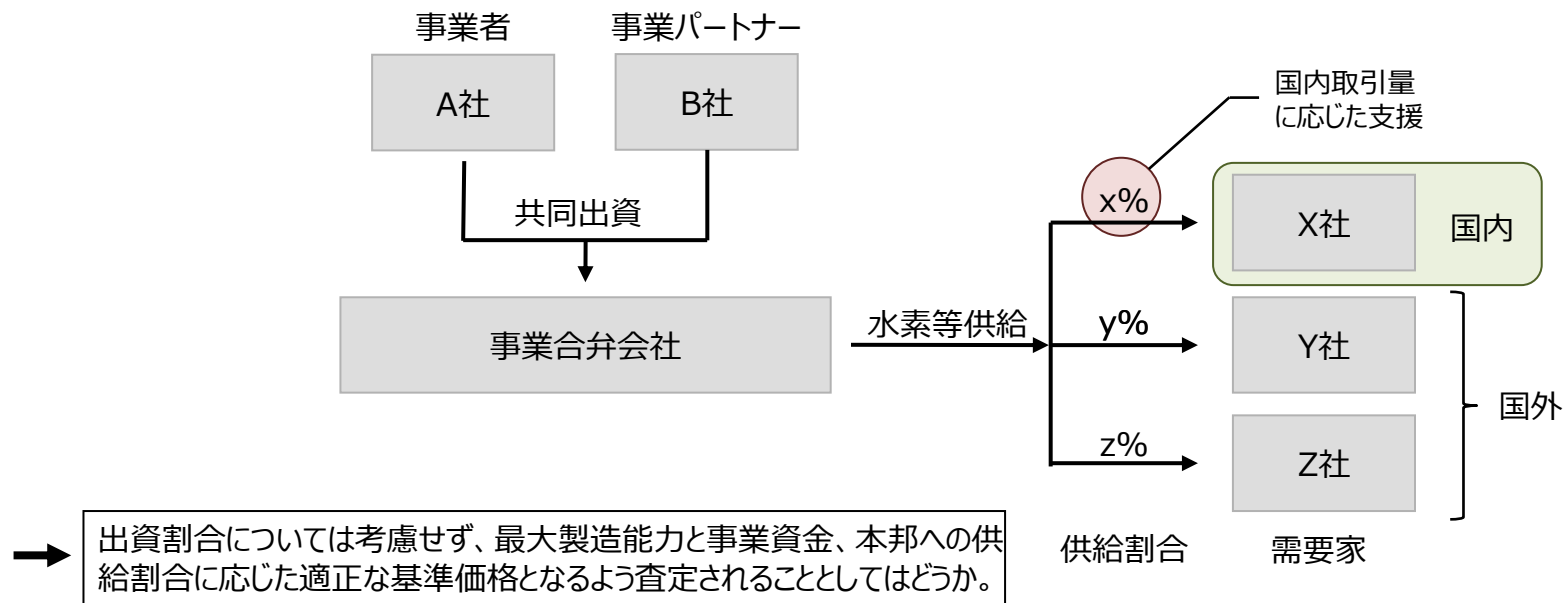 事業者
事業パートナー
A社
B社
共同出資
事業合弁会社
水素等供給
国内取引量
に応じた支援
x%
y%
z%
X社
国内
Y社
Z社
国外
供給割合
需要家
出資割合については考慮せず、最大製造能力と事業資金、本邦への供
給割合に応じた適正な基準価格となるよう査定されることとしてはどうか。